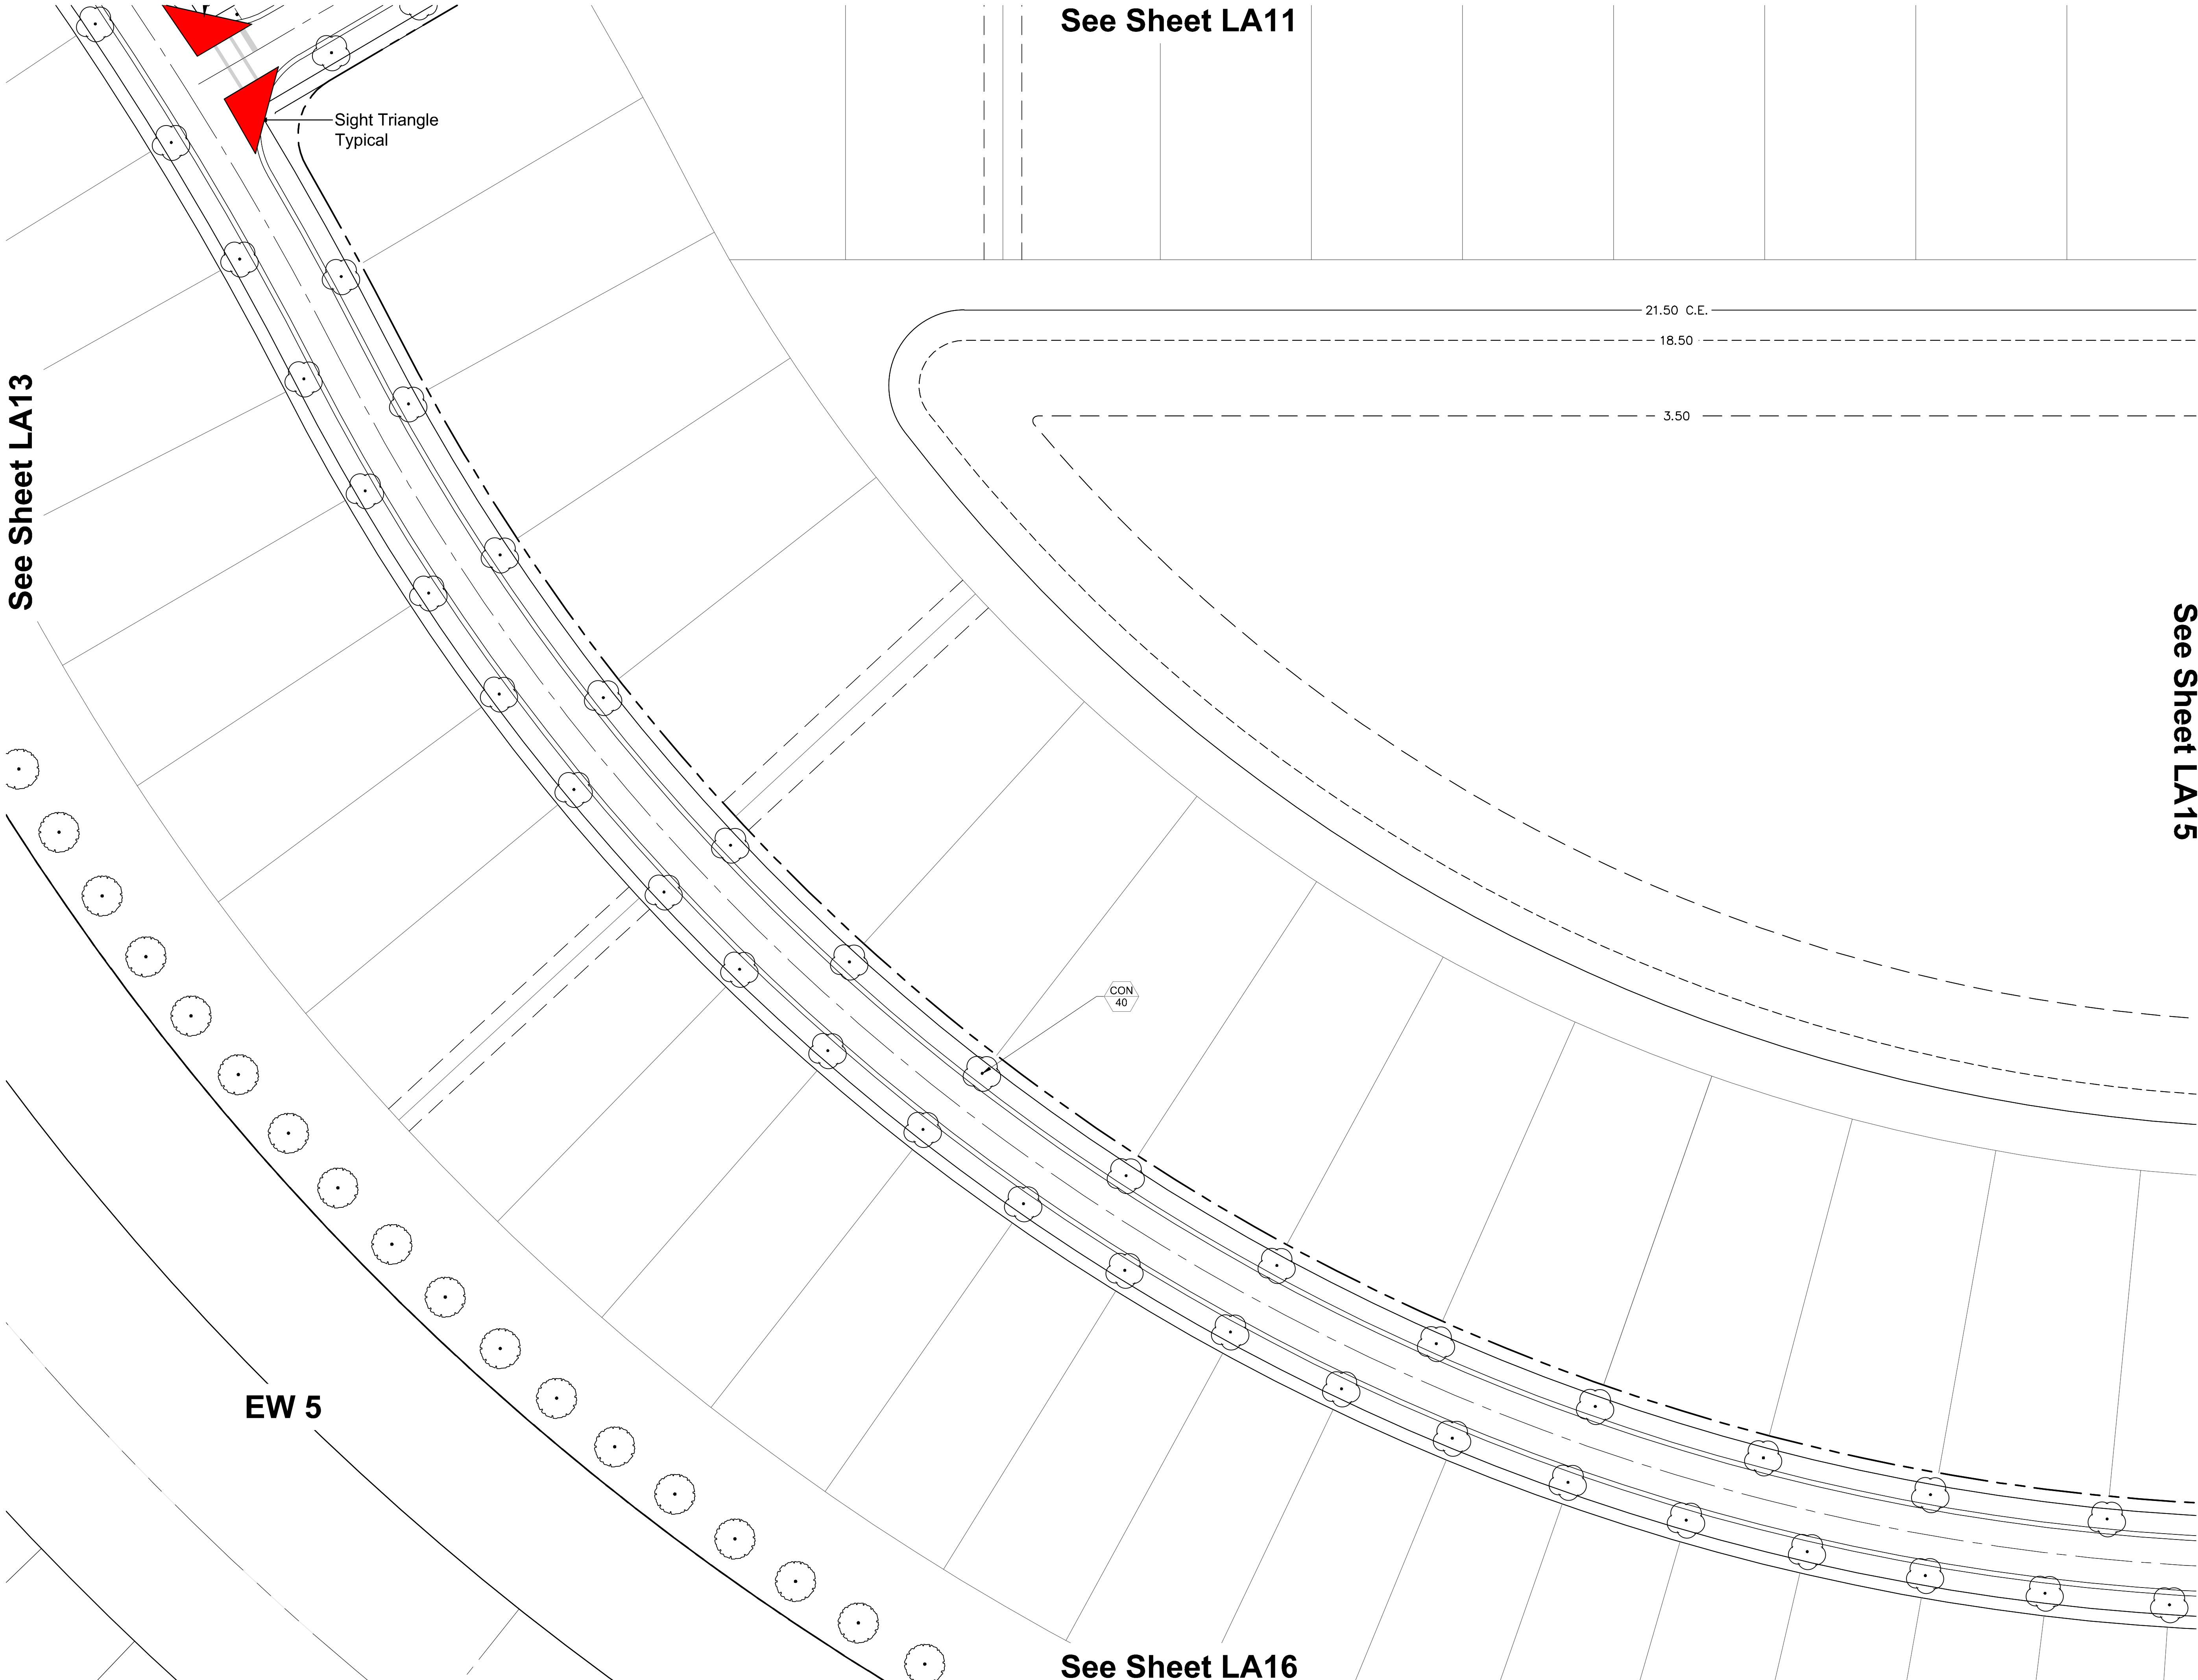 See Sheet LA11
Sight Triangle
Typical
21.50 C.E.
18.50
3.50
See Sheet LA13
See Sheet LA15
CON
40
EW 5
See Sheet LA16